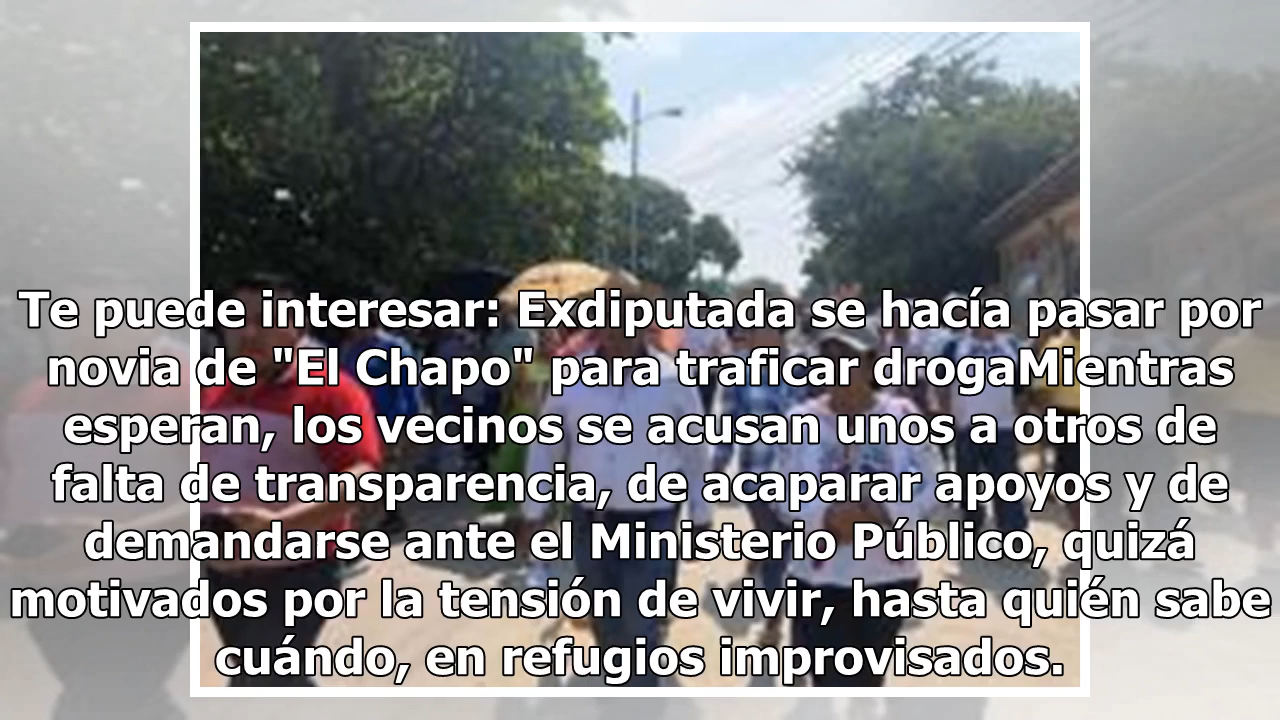 Te puede interesar: Exdiputada se hacía pasar por
novia de "El Chapo" para traficar drogaMientras
esperan, los vecinos se acusan unos a otros de
falta de transparencia, de acaparar apoyos y de
demandarse ante el Ministerio Público, quizá
motivados por la tensión de vivir, hasta quién sabe
cuándo, en refugios improvisados.